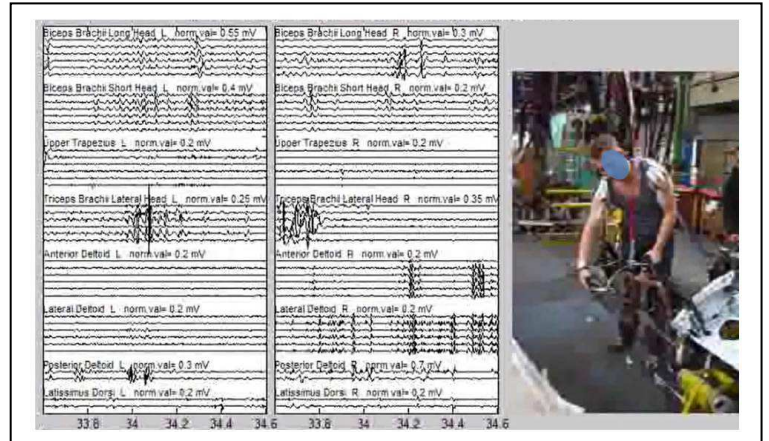 Biceps Brachii Long Head L norm.val= 0.55 mV
Biceps Brachii Short Head L norm.val= 0.4 mV
Upper Trapezius L norm.val= 0.2 mV
Triceps Brachii Lateral Head L norm.val= 0.25 mV
Anterior Deltoid L norm.val= 0.2 mV
Lateral Deltoid L norm.val= 0.2 mV
Posterior Deltoid L norm.val= 0.3 mV
Latissimus Dorsi L norm.val= 0.2 mV
33.8 34 34.2 34.4 34.6
Biceps Brachii Long Head R norm.val= 0.3 mV
Biceps Brachii Short Head R norm.val= 0.2 mV
Upper Trapezius R norm.val= 0.2 mV
Triceps Brachii Lateral Head R norm.val= 0.35 mV
Anterior Deltoid R norm.val= 0.2 mV
Lateral Deltoid R norm.val= 0.2 mV
Posterior Deltoid R norm.val= 0.7 mV
Latissimus Dorsi R norm.val= 0.2 mV
33.8 34 34.2 34.4 34.6